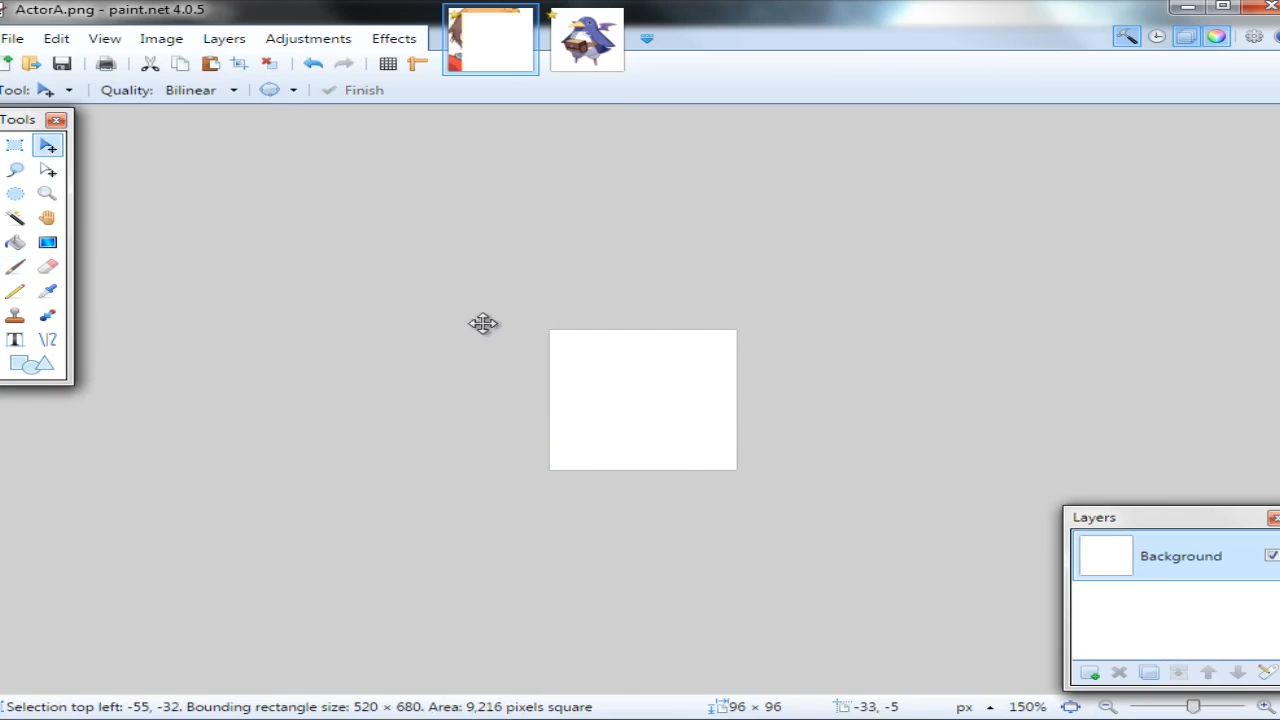 ActorA.png - paint.net 4.0.5
File Edit View Image Layers Adjustments Effects
Tool: Quality: Bilinear Finish
Tools
Layers
Background
Selection top left: -55, -32. Bounding rectangle size: 520 × 680. Area: 9,216 pixels square 96 × 96 -33, -5 px 150%